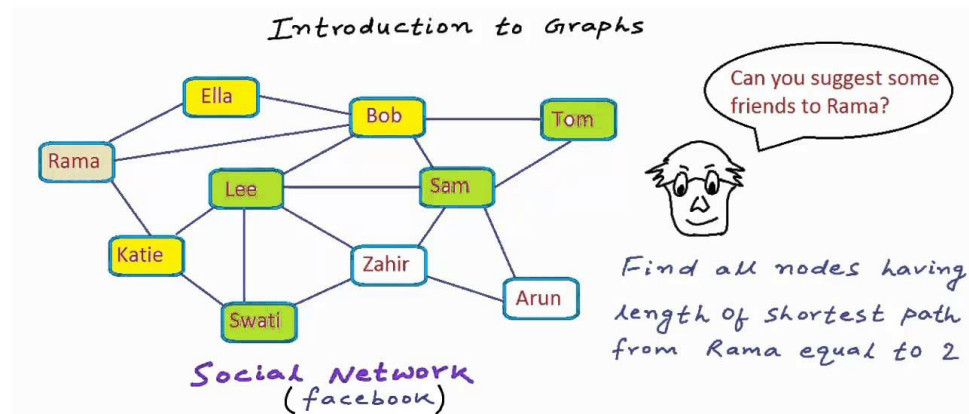 Introduction to Graphs
Ella
Bob
Tom
Rama
Lee
Sam
Katie
Zahir
Arun
Swati
Social Network
(facebook)
Can you suggest some
friends to Rama?
Find all nodes having
length of shortest path
from Rama equal to 2